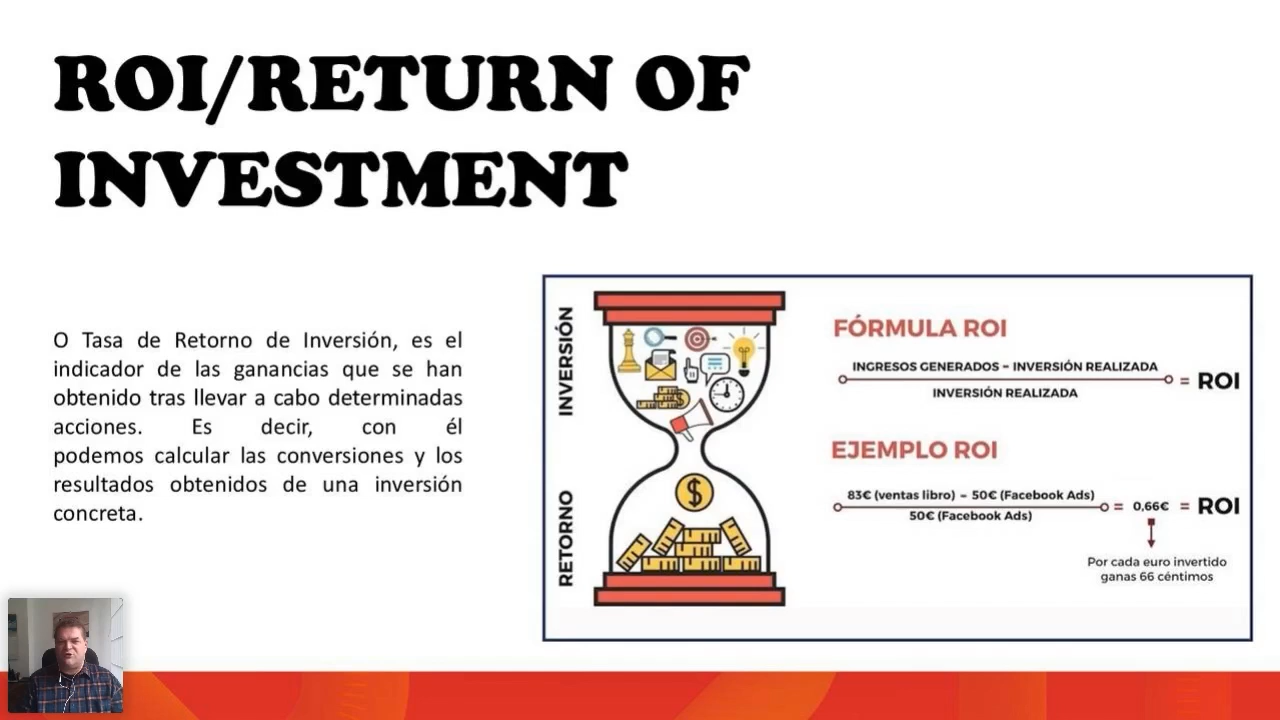 ROI/RETURN OF
INVESTMENT
O Tasa de Retorno de Inversión, es el
indicador de las ganancias que se han
obtenido tras llevar a cabo determinadas
acciones. Es decir, con él
podemos calcular las conversiones y los
resultados obtenidos de una inversión
concreta.
INVERSIÓN
RETORNO
FÓRMULA ROI
INGRESOS GENERADOS - INVERSIÓN REALIZADA
INVERSIÓN REALIZADA
= ROI
EJEMPLO ROI
83€ (ventas libro) - 50€ (Facebook Ads)
50€ (Facebook Ads)
= 0,66€ = ROI
Por cada euro invertido
ganas 66 céntimos